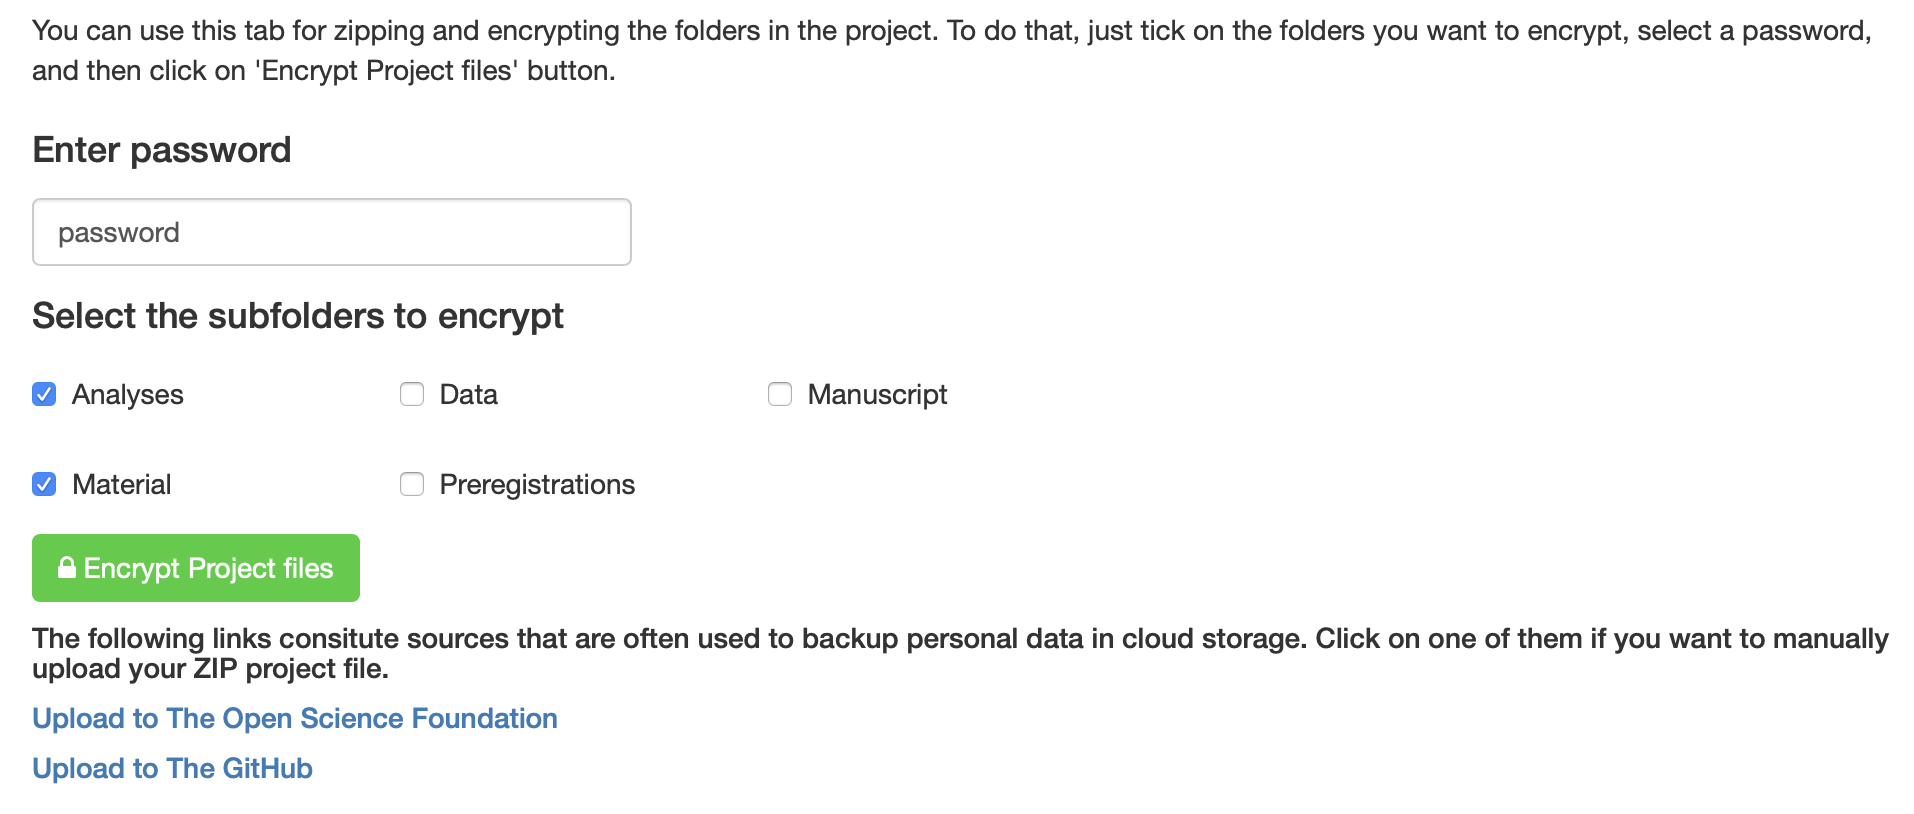 You can use this tab for zipping and encrypting the folders in the project. To do that, just tick on the folders you want to encrypt, select a password,
and then click on 'Encrypt Project files' button.
Enter password
password
Select the subfolders to encrypt
Analyses Data Manuscript
Material Preregistrations
Encrypt Project files
The following links consitute sources that are often used to backup personal data in cloud storage. Click on one of them if you want to manually
upload your ZIP project file.
Upload to The Open Science Foundation
Upload to The GitHub